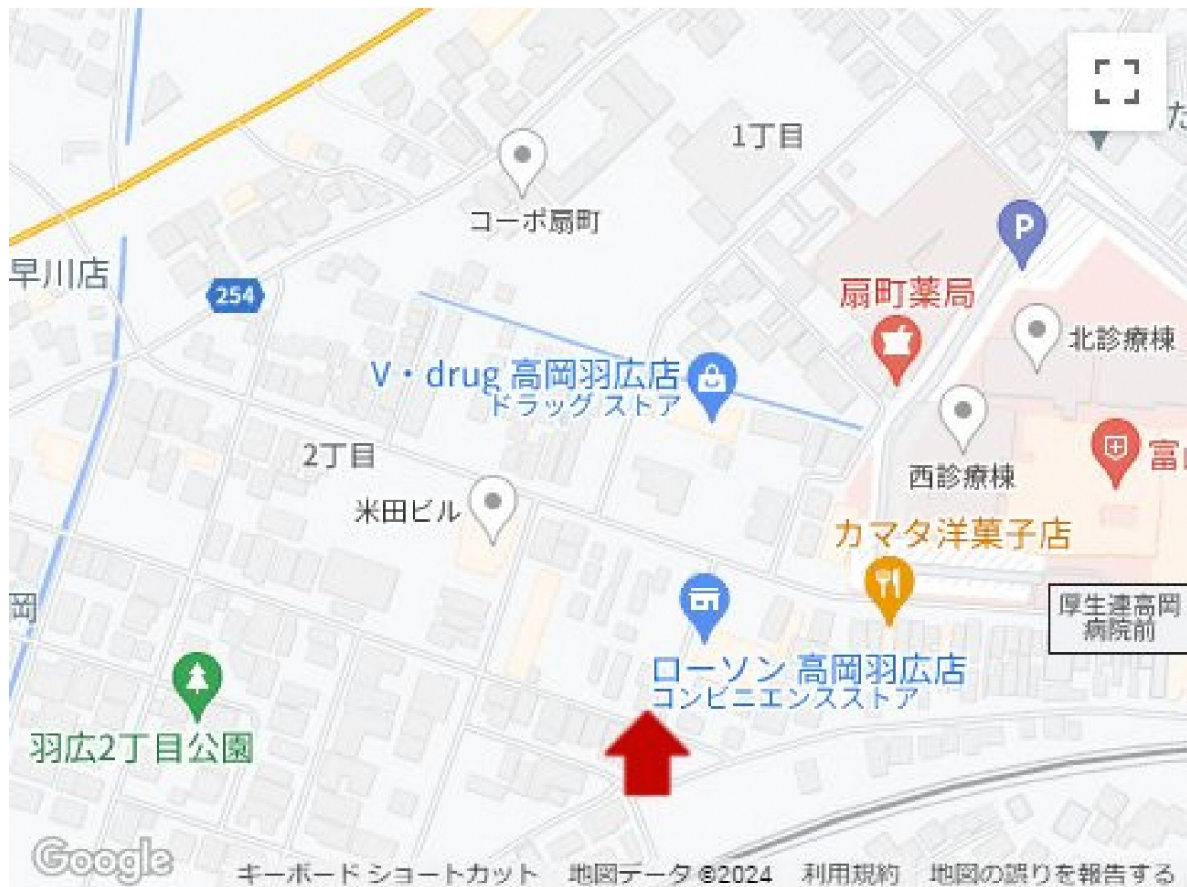 1丁目
た
コーポ扇町
P
早川店
254
扇町薬局
北診療棟
V・drug 高岡羽広店
ドラッグ ストア
2丁目
西診療棟
米田ビル
カマタ洋菓子店
岡
厚生連高岡
病院前
ローソン 高岡羽広店
コンビニエンスストア
羽広2丁目公園
Google
キーボード ショートカット 地図データ ©2024 利用規約 地図の誤りを報告する